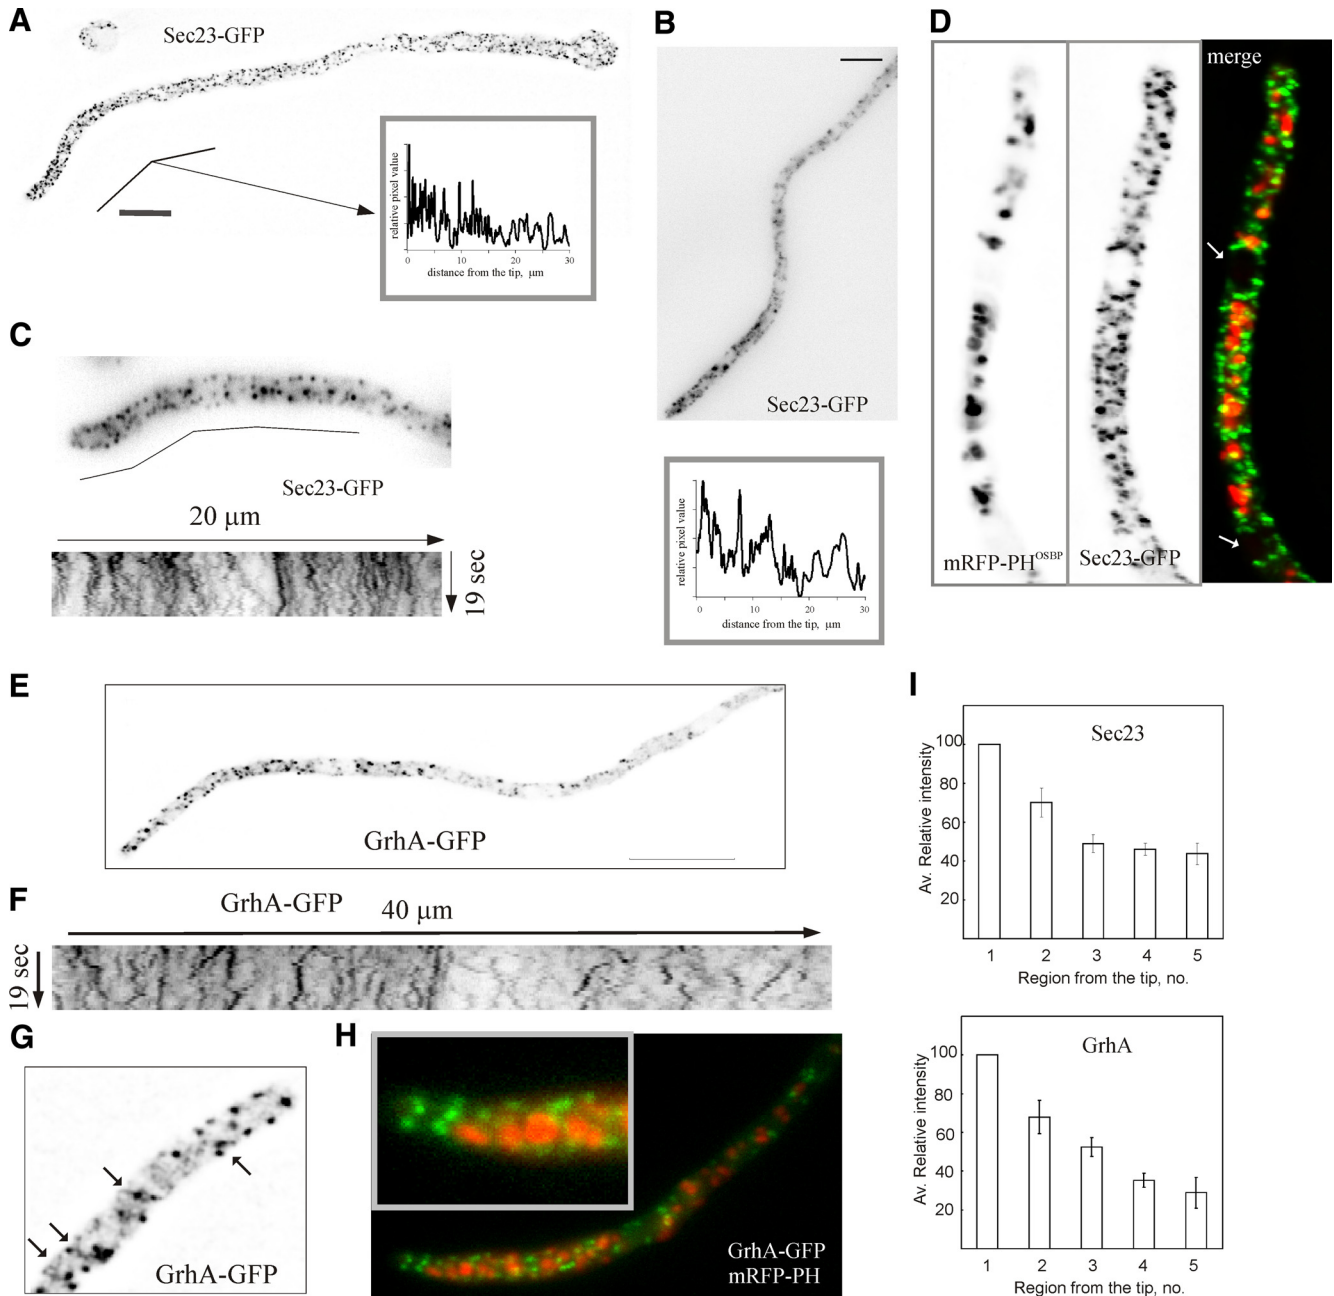 A
Sec23-GFP
relative pixel value
0
10
20
30
distance from the tip, µm
B
Sec23-GFP
relative pixel value
0
10
20
30
distance from the tip, µm
C
Sec23-GFP
20 µm
19 sec
D
mRFP-PHOSBP
Sec23-GFP
merge
E
GrhA-GFP
F
GrhA-GFP
40 µm
19 sec
G
GrhA-GFP
H
GrhA-GFP
mRFP-PH
I
Sec23
Av. Relative intensity
100
80
60
40
20
1 2 3 4 5
Region from the tip, no.
GrhA
Av. Relative intensity
100
80
60
40
20
1 2 3 4 5
Region from the tip, no.